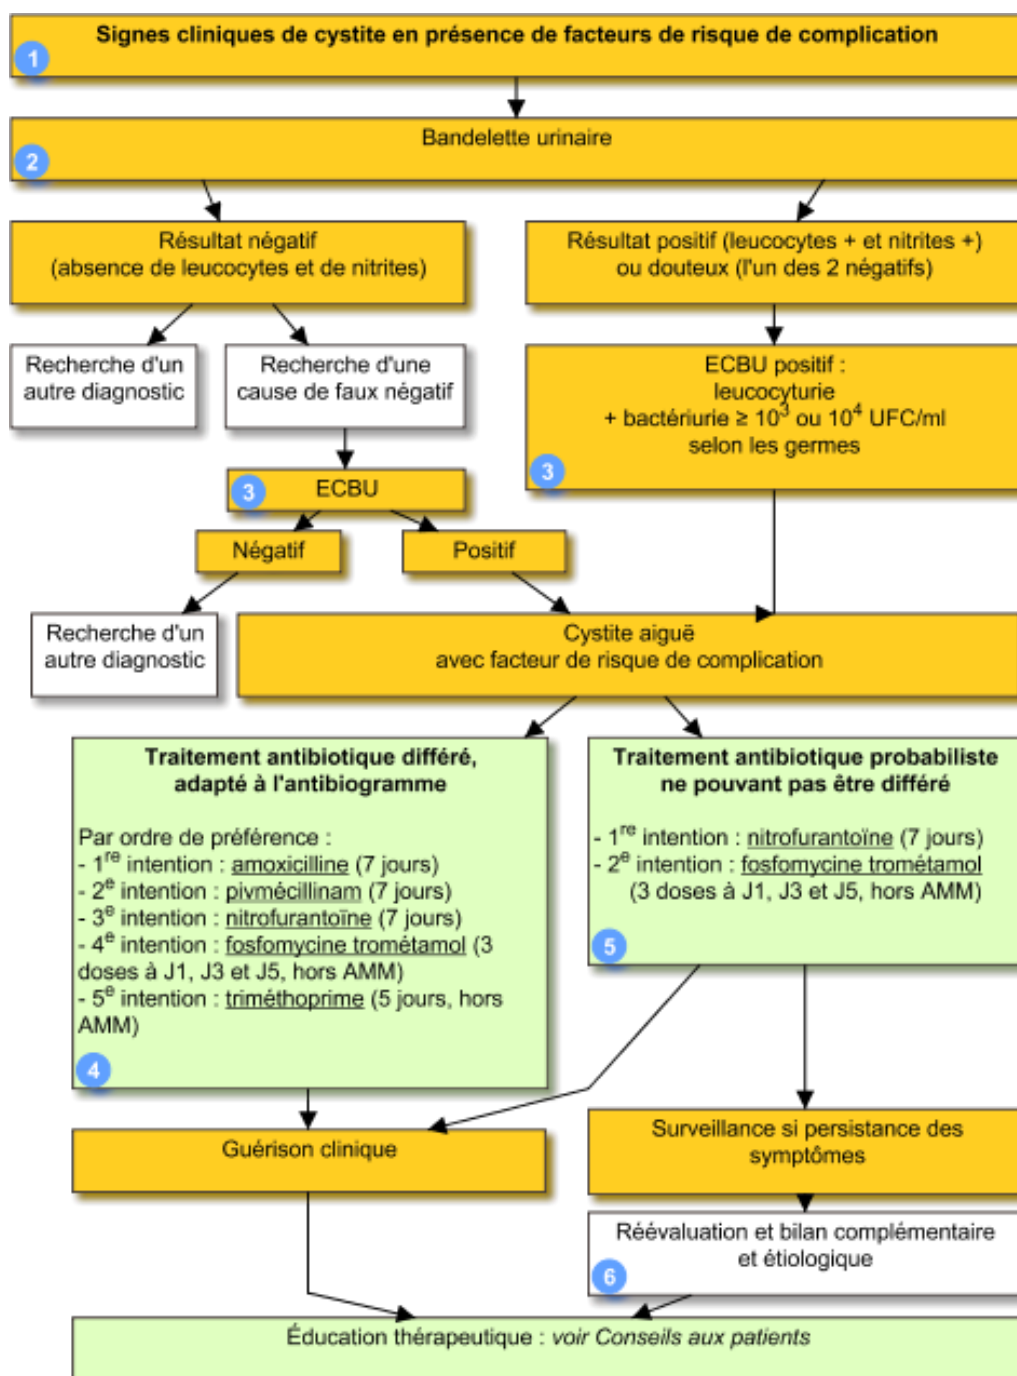 Signes cliniques de cystite en présence de facteurs de risque de complication
1
Bandelette urinaire
2
Résultat négatif
(absence de leucocytes et de nitrites)
Résultat positif (leucocytes + et nitrites +)
ou douteux (l'un des 2 négatifs)
Recherche d'un
autre diagnostic
Recherche d'une
cause de faux négatif
ECBU positif :
leucocyturie
+ bactériurie ≥ 10³ ou 10⁴ UFC/ml
selon les germes
3
3
ECBU
Négatif
Positif
Recherche d'un
autre diagnostic
Cystite aiguë
avec facteur de risque de complication
Traitement antibiotique différé,
adapté à l'antibiogramme
Par ordre de préférence :
- 1re intention : amoxicilline (7 jours)
- 2e intention : pivmécillinam (7 jours)
- 3e intention : nitrofurantoïne (7 jours)
- 4e intention : fosfomycine trométamol (3
doses à J1, J3 et J5, hors AMM)
- 5e intention : triméthoprime (5 jours, hors
AMM)
4
Traitement antibiotique probabiliste
ne pouvant pas être différé
- 1re intention : nitrofurantoïne (7 jours)
- 2e intention : fosfomycine trométamol
(3 doses à J1, J3 et J5, hors AMM)
5
Guérison clinique
Surveillance si persistance des
symptômes
Réévaluation et bilan complémentaire
et étiologique
6
Éducation thérapeutique : voir Conseils aux patients